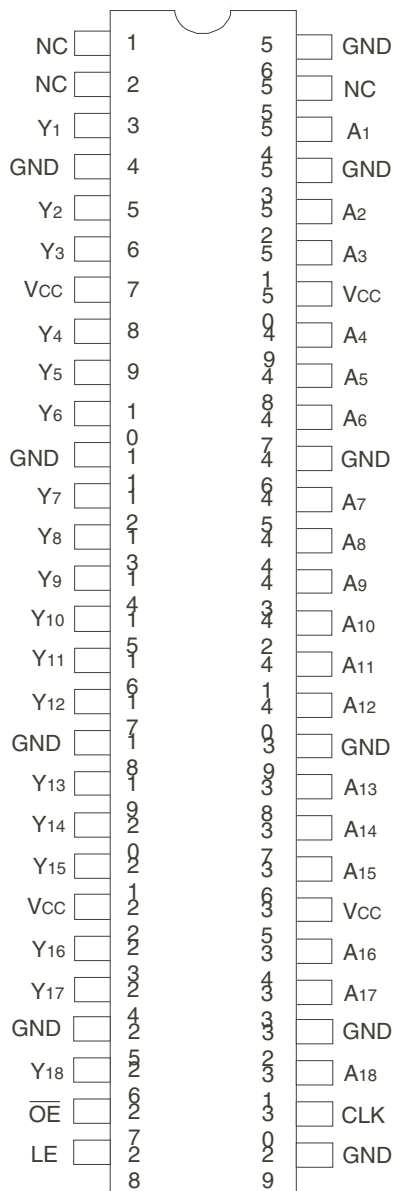 NC 1 56 GND
NC 2 55 NC
Y1 3 54 A1
GND 4 53 GND
Y2 5 52 A2
Y3 6 51 A3
VCC 7 50 VCC
Y4 8 49 A4
Y5 9 48 A5
Y6 10 47 A6
GND 11 46 GND
Y7 12 45 A7
Y8 13 44 A8
Y9 14 43 A9
Y10 15 42 A10
Y11 16 41 A11
Y12 17 40 A12
GND 18 39 GND
Y13 19 38 A13
Y14 20 37 A14
Y15 21 36 A15
VCC 22 35 VCC
Y16 23 34 A16
Y17 24 33 A17
GND 25 32 GND
Y18 26 31 A18
O̅E̅ 27 30 CLK
LE 28 29 GND